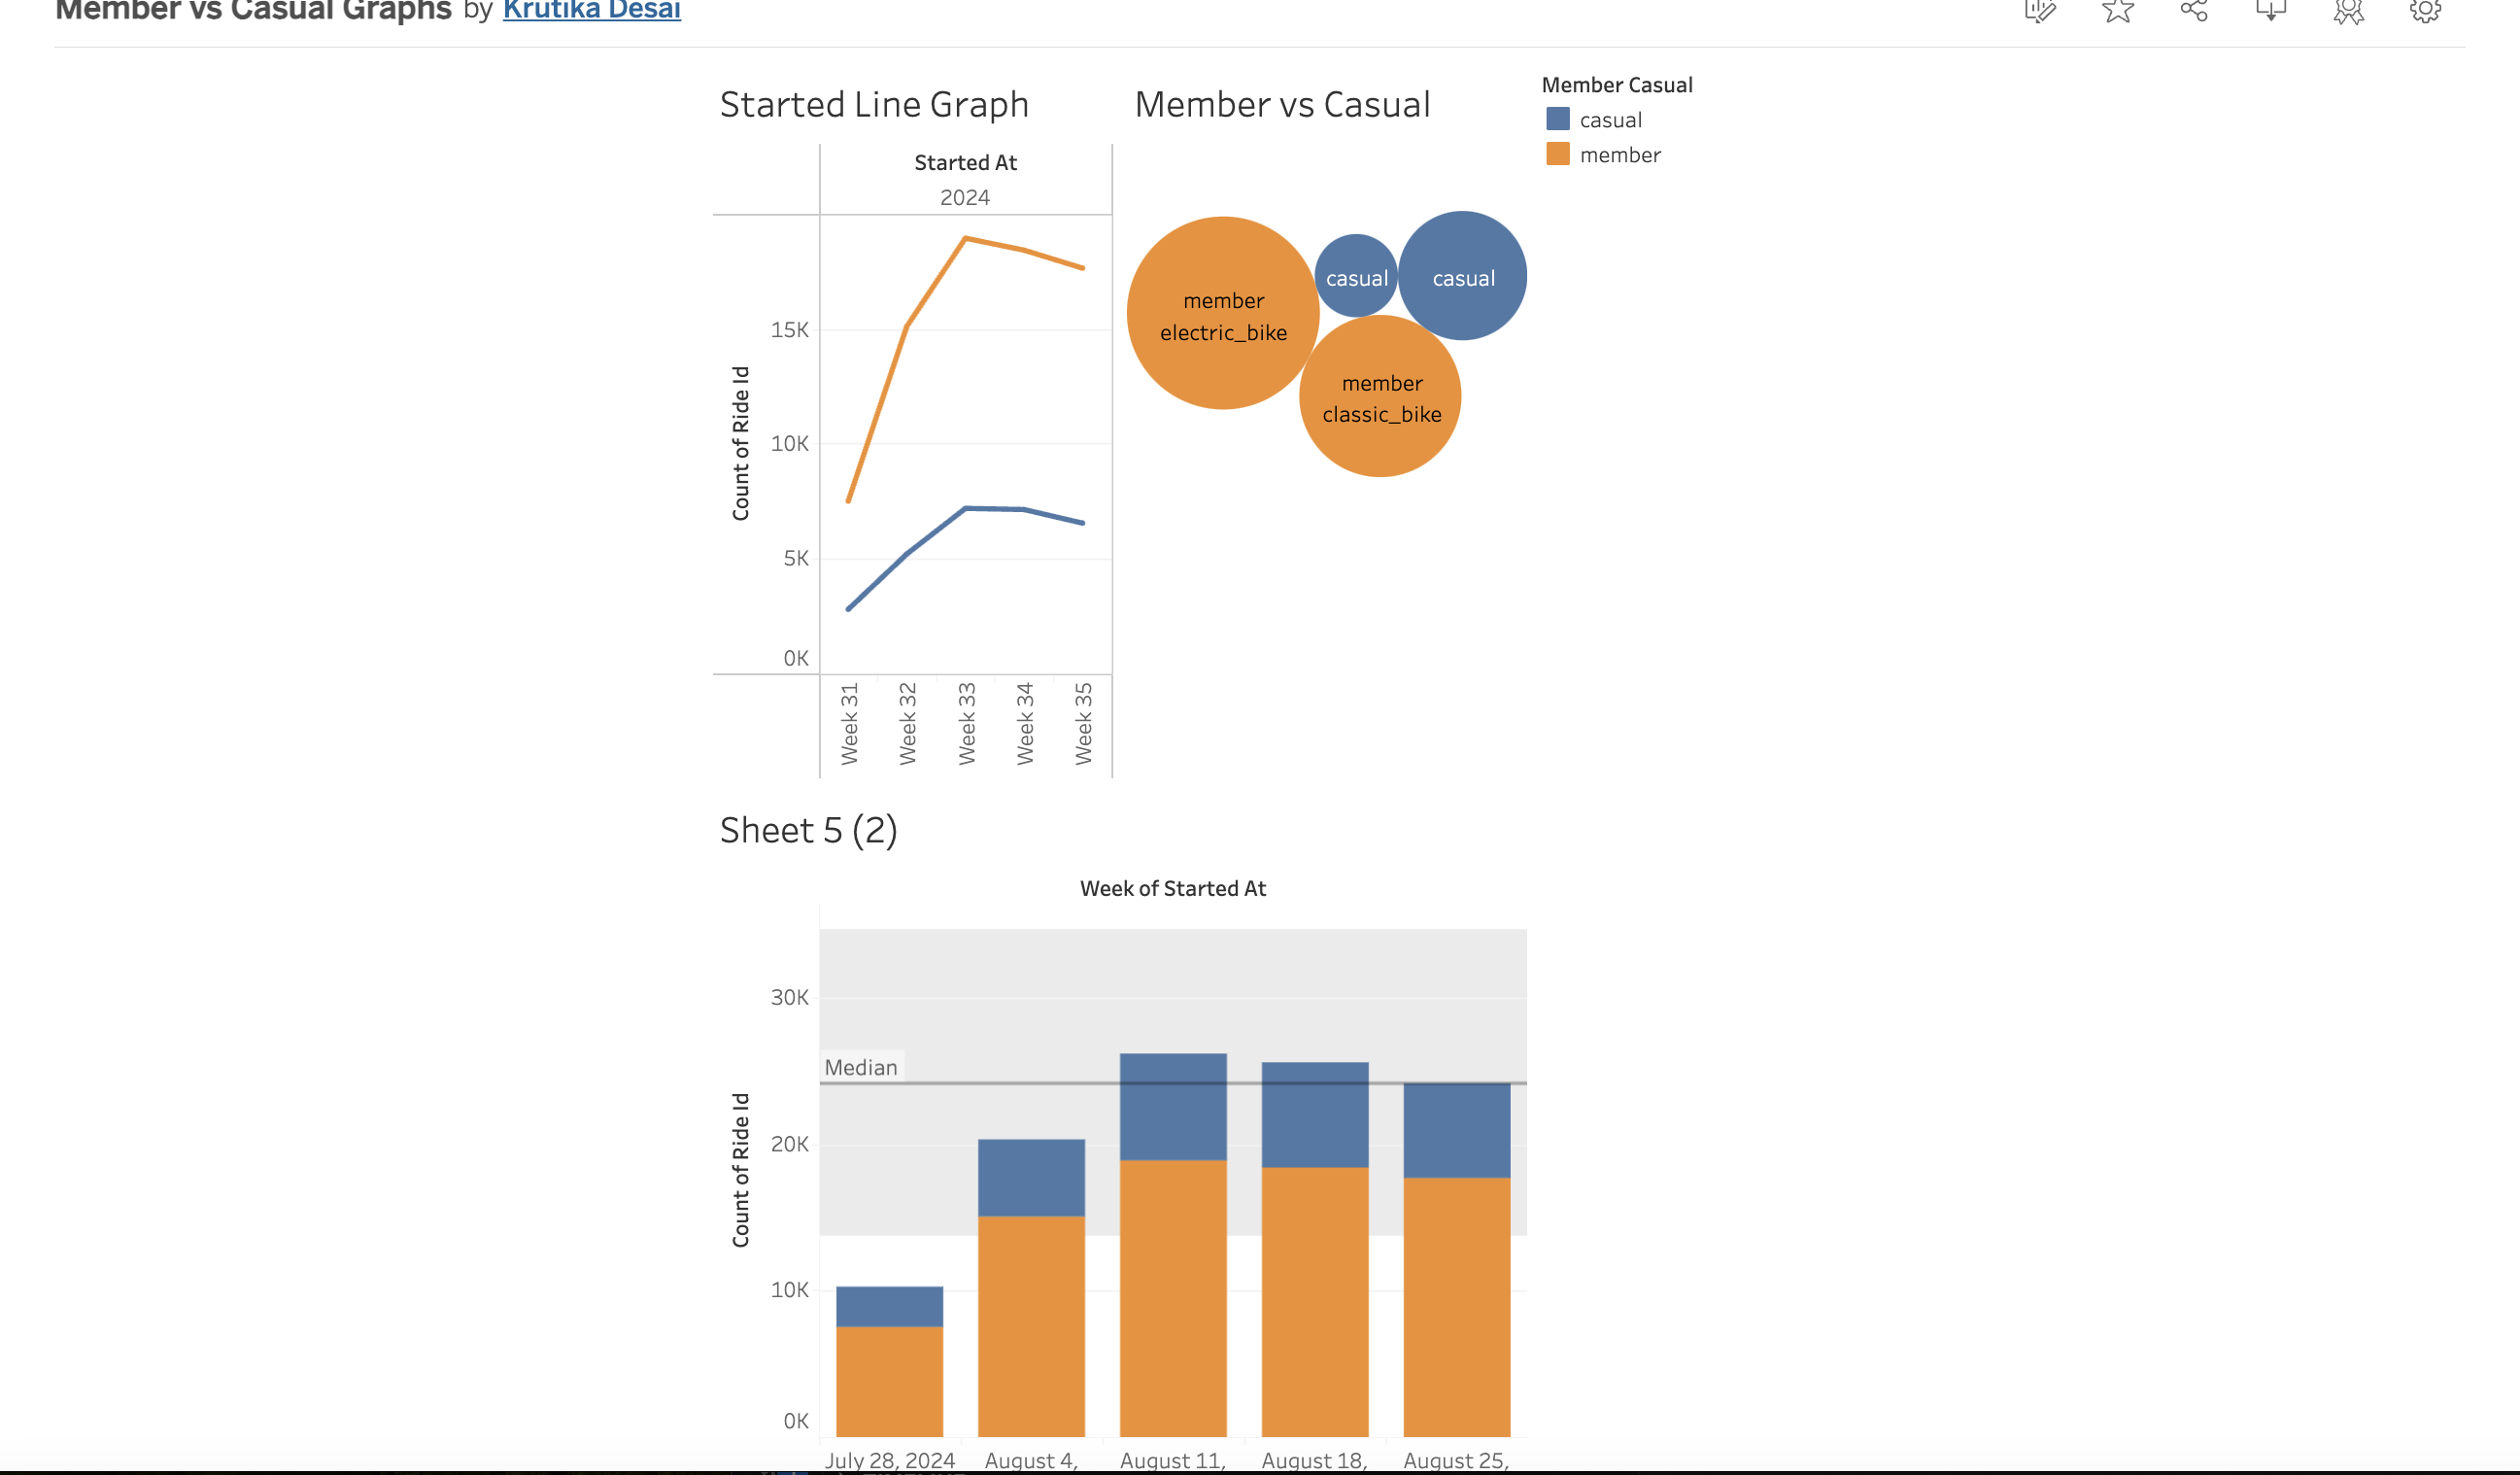 Member vs Casual Graphs by Krutika Desai
Started Line Graph
Started At
2024
Count of Ride Id
15K
10K
5K
0K
Week 31
Week 32
Week 33
Week 34
Week 35
Member vs Casual
member
electric_bike
casual
casual
member
classic_bike
Member Casual
casual
member
Sheet 5 (2)
Week of Started At
Count of Ride Id
30K
Median
20K
10K
0K
July 28, 2024
August 4,
August 11,
August 18,
August 25,